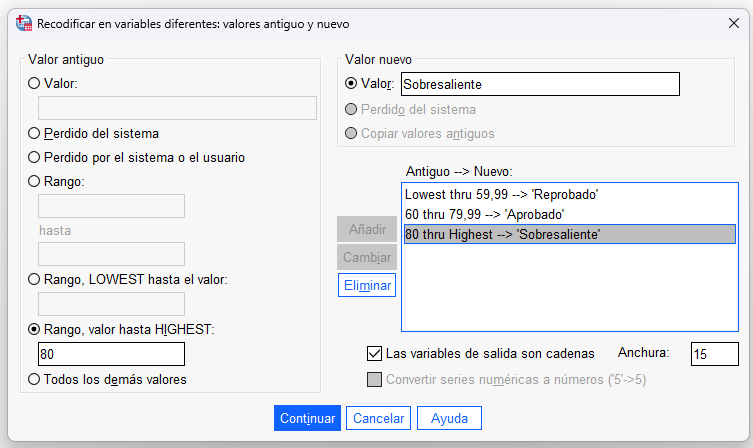 Recodificar en variables diferentes: valores antiguo y nuevo
Valor antiguo
Valor:
Perdido del sistema
Perdido por el sistema o el usuario
Rango:
hasta
Rango, LOWEST hasta el valor:
Rango, valor hasta HIGHEST:
80
Todos los demás valores
Valor nuevo
Valor: Sobresaliente
Perdido del sistema
Copiar valores antiguos
Antiguo --> Nuevo:
Lowest thru 59,99 --> 'Reprobado'
60 thru 79,99 --> 'Aprobado'
80 thru Highest --> 'Sobresaliente'
Añadir
Cambiar
Eliminar
Las variables de salida son cadenas Anchura: 15
Convertir series numéricas a números ('5'->5)
Continuar Cancelar Ayuda